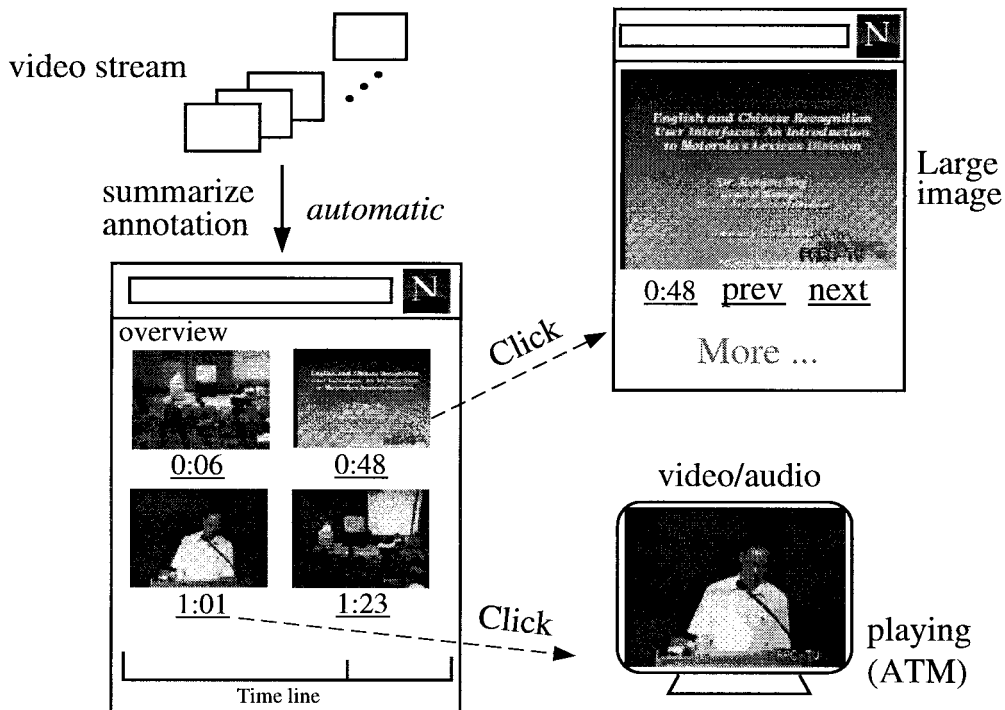 video stream
summarize
annotation
automatic
N
overview
0:06
0:48
1:01
1:23
Time line
Click
Click
N
English and Chinese Recognition
User Interfaces: An Introduction
to Motorola's Lexicus Division
0:48 prev next
More ...
Large
image
video/audio
playing
(ATM)